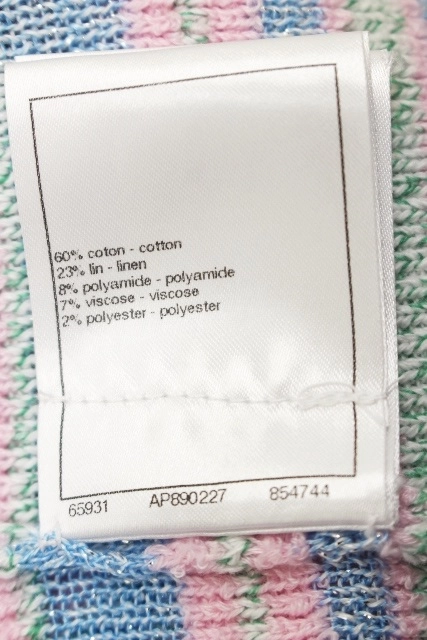 60% coton - cotton
23% lin - linen
8% polyamide - polyamide
7% viscose - viscose
2% polyester - polyester
65931 AP890227 854744